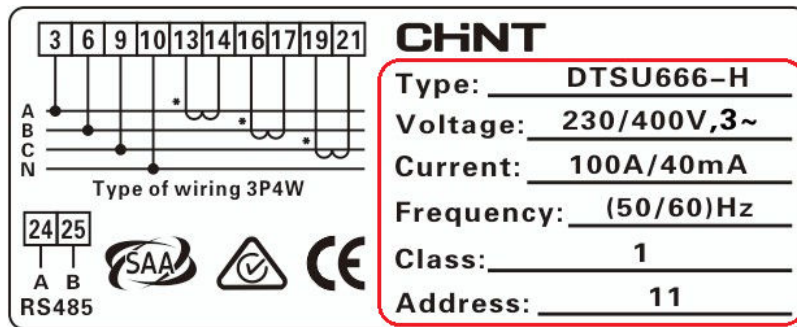 3 6 9 10 13 14 16 17 19 21
A
B
C
N
* * *
Type of wiring 3P4W
24 25
A B
RS485
SAA
CE
CHiNT
Type: DTSU666-H
Voltage: 230/400V,3~
Current: 100A/40mA
Frequency: (50/60)Hz
Class: 1
Address: 11